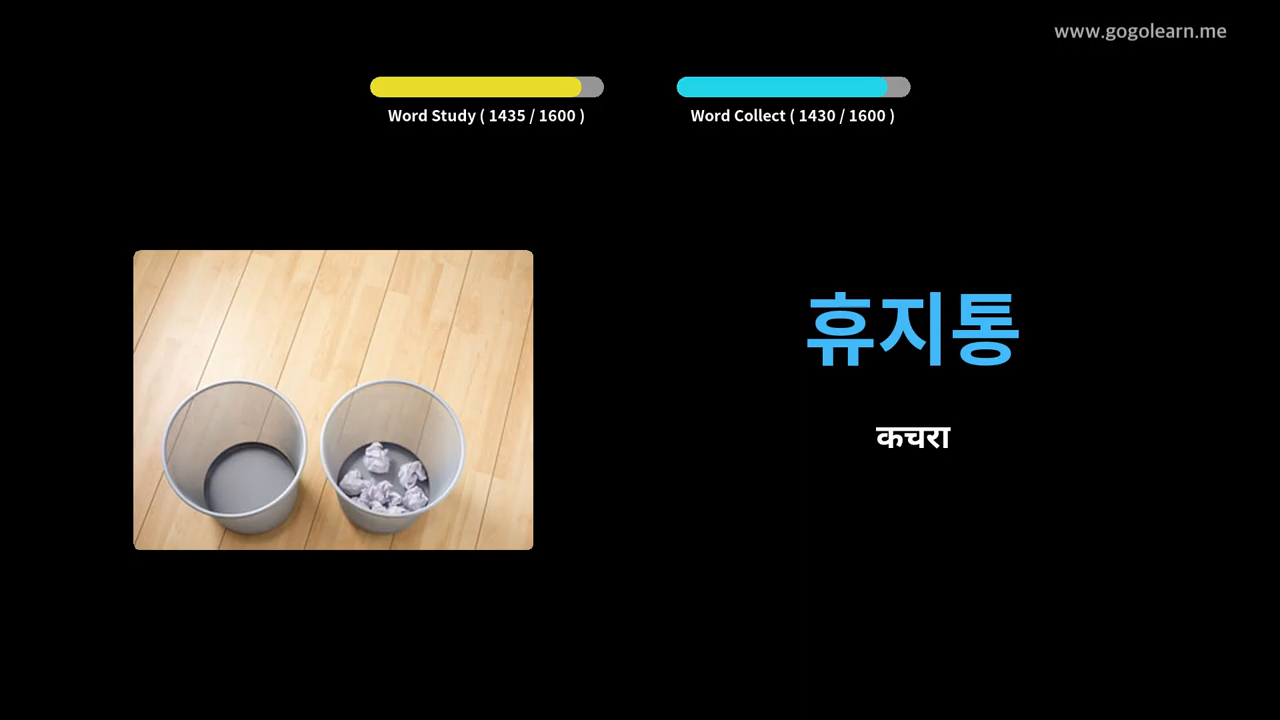 www.gogolearn.me
Word Study ( 1435 / 1600 )
Word Collect ( 1430 / 1600 )
휴지통
कचरा